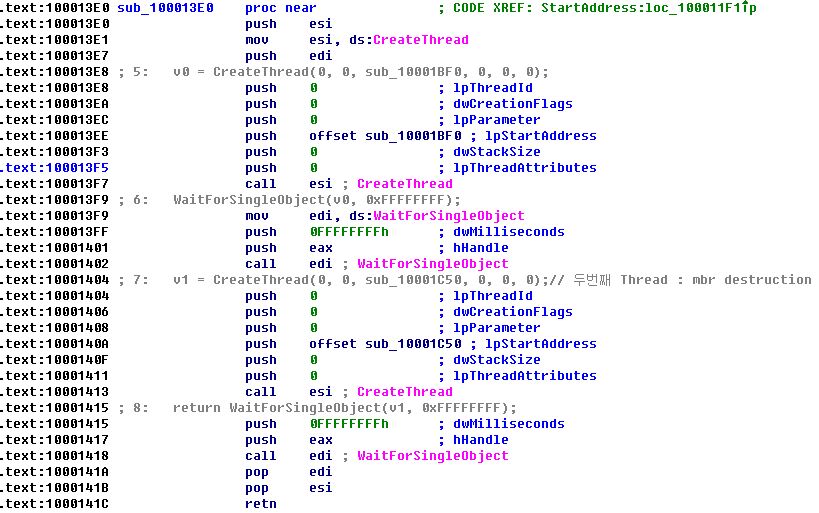 .text:100013E0 sub_100013E0 proc near ; CODE XREF: StartAddress:loc_100011F1↑p
.text:100013E0 push esi
.text:100013E1 mov esi, ds:CreateThread
.text:100013E7 push edi
.text:100013E8 ; 5: v0 = CreateThread(0, 0, sub_10001BF0, 0, 0, 0);
.text:100013E8 push 0 ; lpThreadId
.text:100013EA push 0 ; dwCreationFlags
.text:100013EC push 0 ; lpParameter
.text:100013EE push offset sub_10001BF0 ; lpStartAddress
.text:100013F3 push 0 ; dwStackSize
.text:100013F5 push 0 ; lpThreadAttributes
.text:100013F7 call esi ; CreateThread
.text:100013F9 ; 6: WaitForSingleObject(v0, 0xFFFFFFFF);
.text:100013F9 mov edi, ds:WaitForSingleObject
.text:100013FF push 0FFFFFFFFh ; dwMilliseconds
.text:10001401 push eax ; hHandle
.text:10001402 call edi ; WaitForSingleObject
.text:10001404 ; 7: v1 = CreateThread(0, 0, sub_10001C50, 0, 0, 0);// 두번째 Thread : mbr destruction
.text:10001404 push 0 ; lpThreadId
.text:10001406 push 0 ; dwCreationFlags
.text:10001408 push 0 ; lpParameter
.text:1000140A push offset sub_10001C50 ; lpStartAddress
.text:1000140F push 0 ; dwStackSize
.text:10001411 push 0 ; lpThreadAttributes
.text:10001413 call esi ; CreateThread
.text:10001415 ; 8: return WaitForSingleObject(v1, 0xFFFFFFFF);
.text:10001415 push 0FFFFFFFFh ; dwMilliseconds
.text:10001417 push eax ; hHandle
.text:10001418 call edi ; WaitForSingleObject
.text:1000141A pop edi
.text:1000141B pop esi
.text:1000141C retn